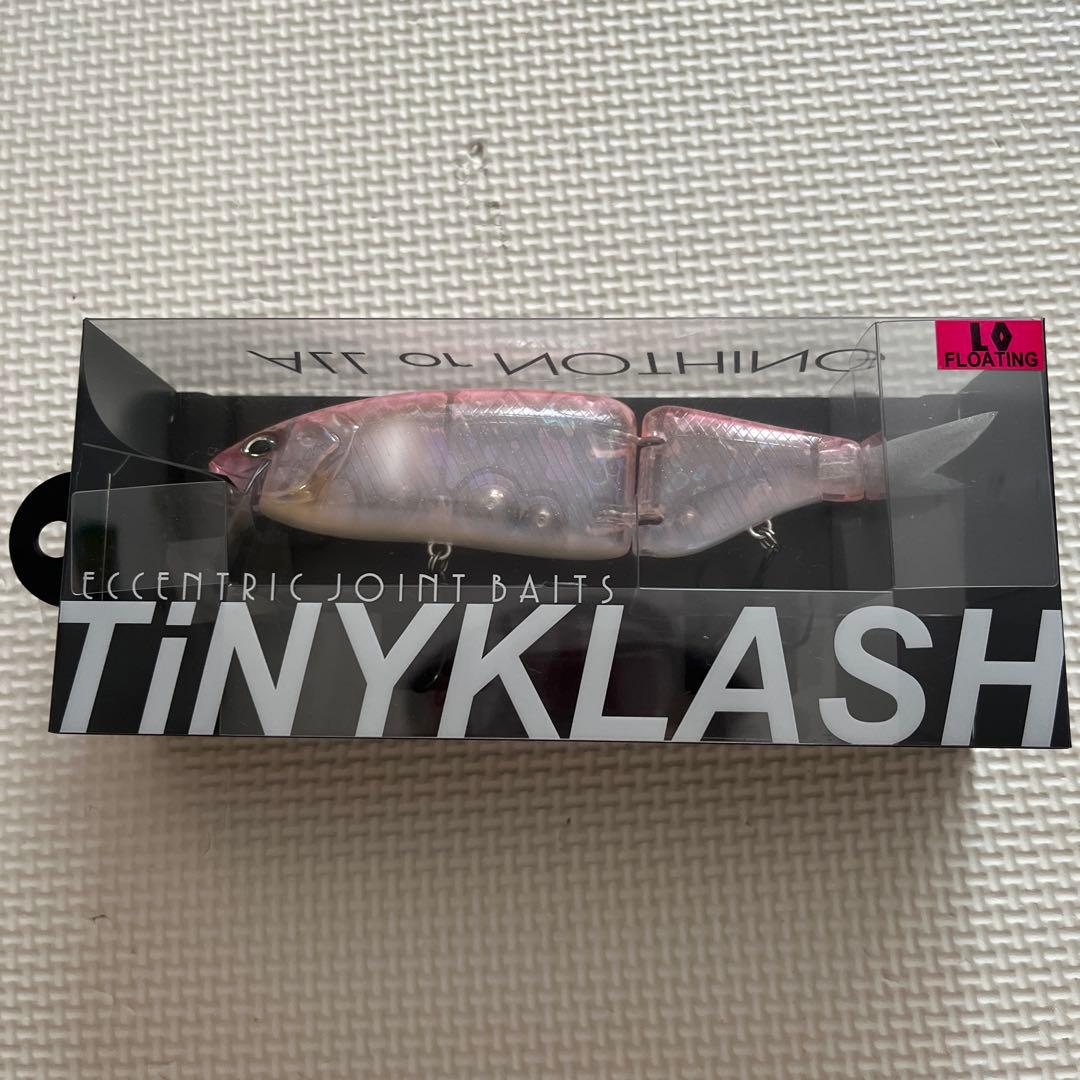 ALL or NOTHING
LO
FLOATING
ECCENTRIC JOINT BAITS
TiNYKLASH